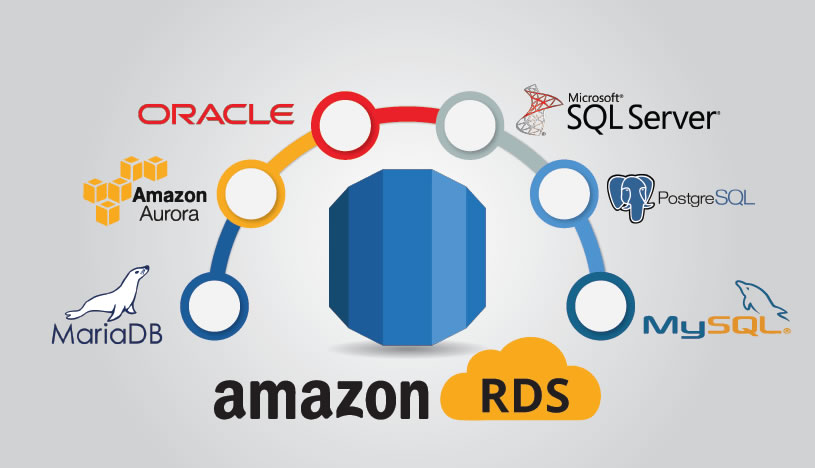 ORACLE
Microsoft®
SQL Server®
Amazon
Aurora
PostgreSQL
MariaDB
MySQL®
amazon
RDS